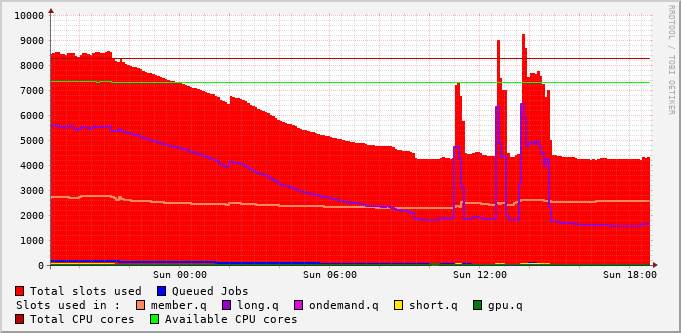 10000
9000
8000
7000
6000
5000
4000
3000
2000
1000
0
Sun 00:00 Sun 06:00 Sun 12:00 Sun 18:00
RRDTOOL / TOBI OETIKER
Total slots used Queued Jobs
Slots used in : member.q long.q ondemand.q short.q gpu.q
Total CPU cores Available CPU cores